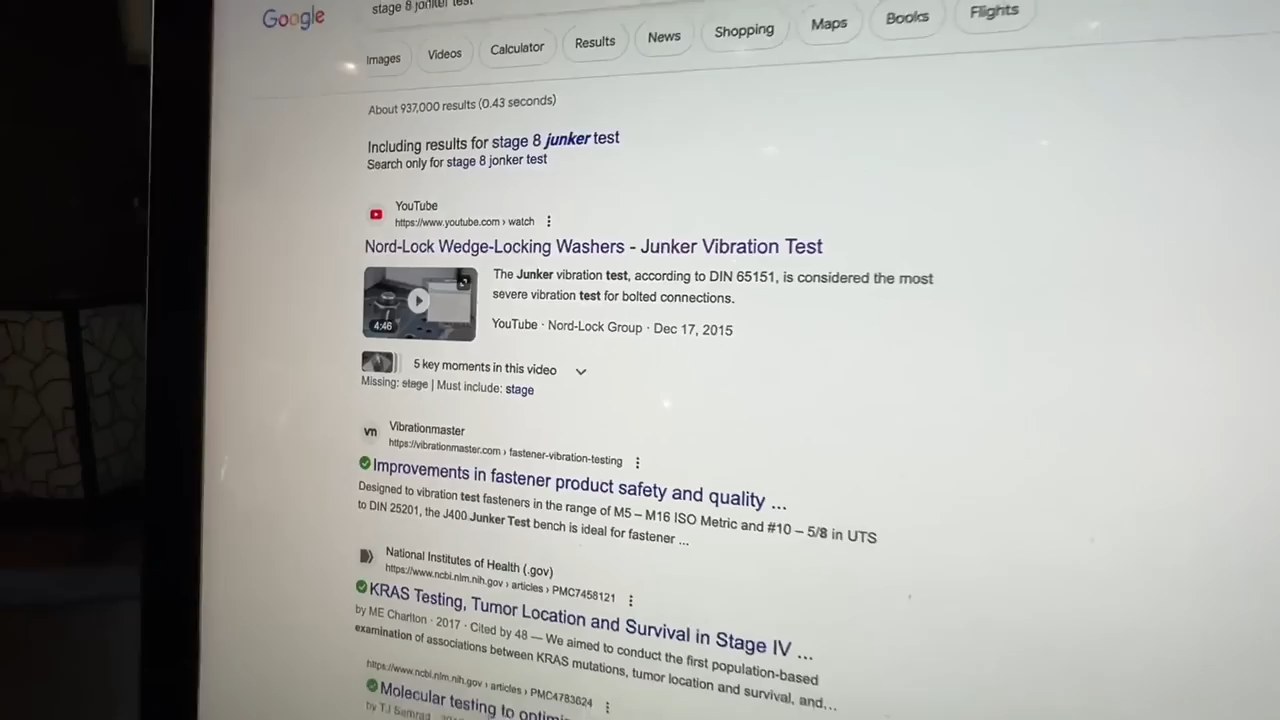 Google
stage 8 jonker test
Images
Videos
Calculator
Results
News
Shopping
Maps
Books
Flights
About 937,000 results (0.43 seconds)
Including results for stage 8 junker test
Search only for stage 8 jonker test
YouTube
https://www.youtube.com › watch
Nord-Lock Wedge-Locking Washers - Junker Vibration Test
The Junker vibration test, according to DIN 65151, is considered the most
severe vibration test for bolted connections.
4:46
YouTube · Nord-Lock Group · Dec 17, 2015
5 key moments in this video
Missing: stage | Must include: stage
vm
Vibrationmaster
https://vibrationmaster.com › fastener-vibration-testing
Improvements in fastener product safety and quality ...
Designed to vibration test fasteners in the range of M5 – M16 ISO Metric and #10 – 5/8 in UTS
to DIN 25201, the J400 Junker Test bench is ideal for fastener ...
National Institutes of Health (.gov)
https://www.ncbi.nlm.nih.gov › articles › PMC7458121
KRAS Testing, Tumor Location and Survival in Stage IV ...
by ME Charlton · 2017 · Cited by 48 — We aimed to conduct the first population-based
examination of associations between KRAS mutations, tumor location and survival, and...
https://www.ncbi.nlm.nih.gov › articles › PMC4783624
Molecular testing to
by TJ